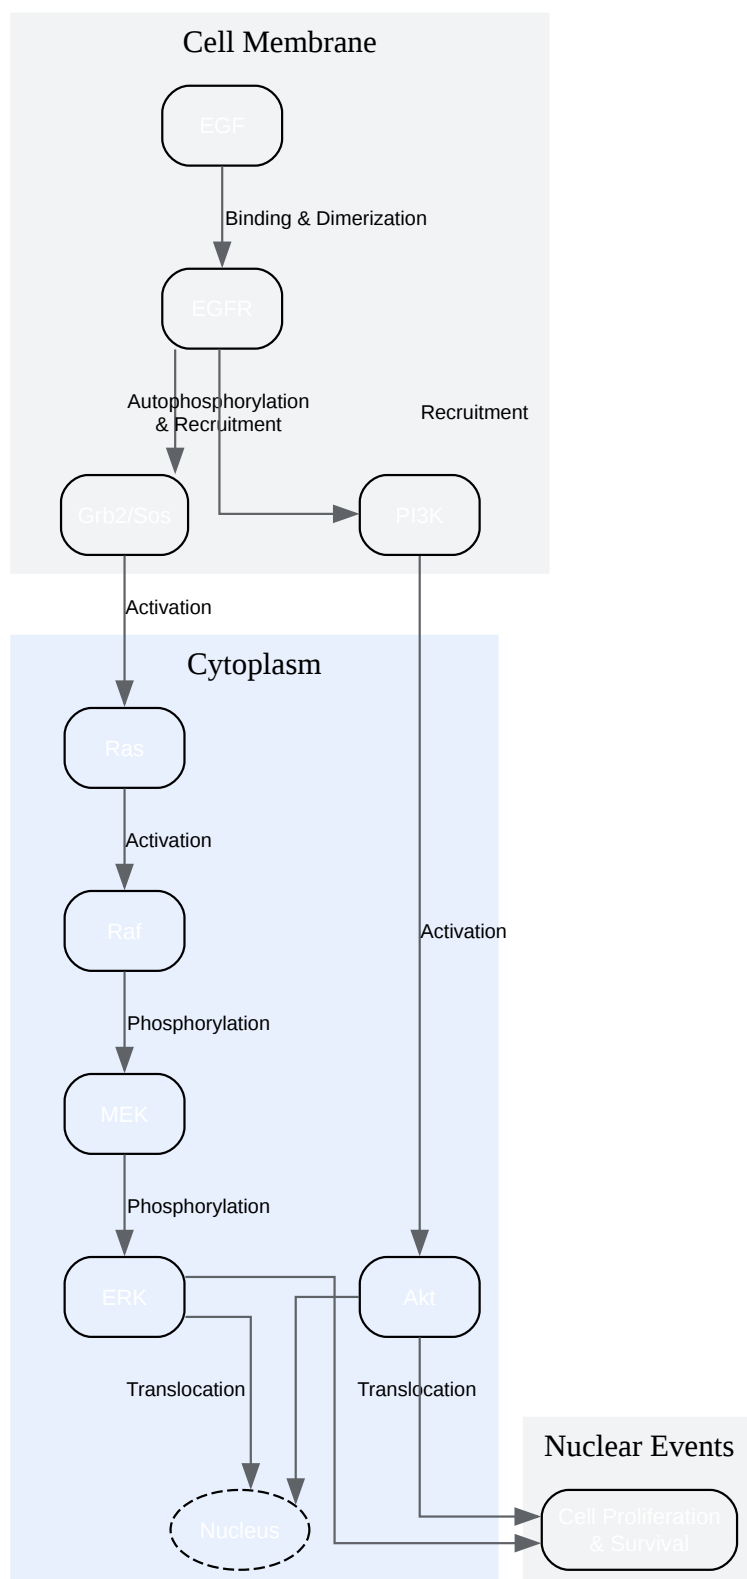 Cell Membrane
EGF
Binding & Dimerization
EGFR
Autophosphorylation
& Recruitment
Recruitment
Grb2/Sos
PI3K
Activation
Cytoplasm
Ras
Activation
Raf
Activation
Phosphorylation
MEK
Phosphorylation
ERK
Akt
Translocation
Translocation
Nuclear Events
Cell Proliferation
& Survival
Nucleus